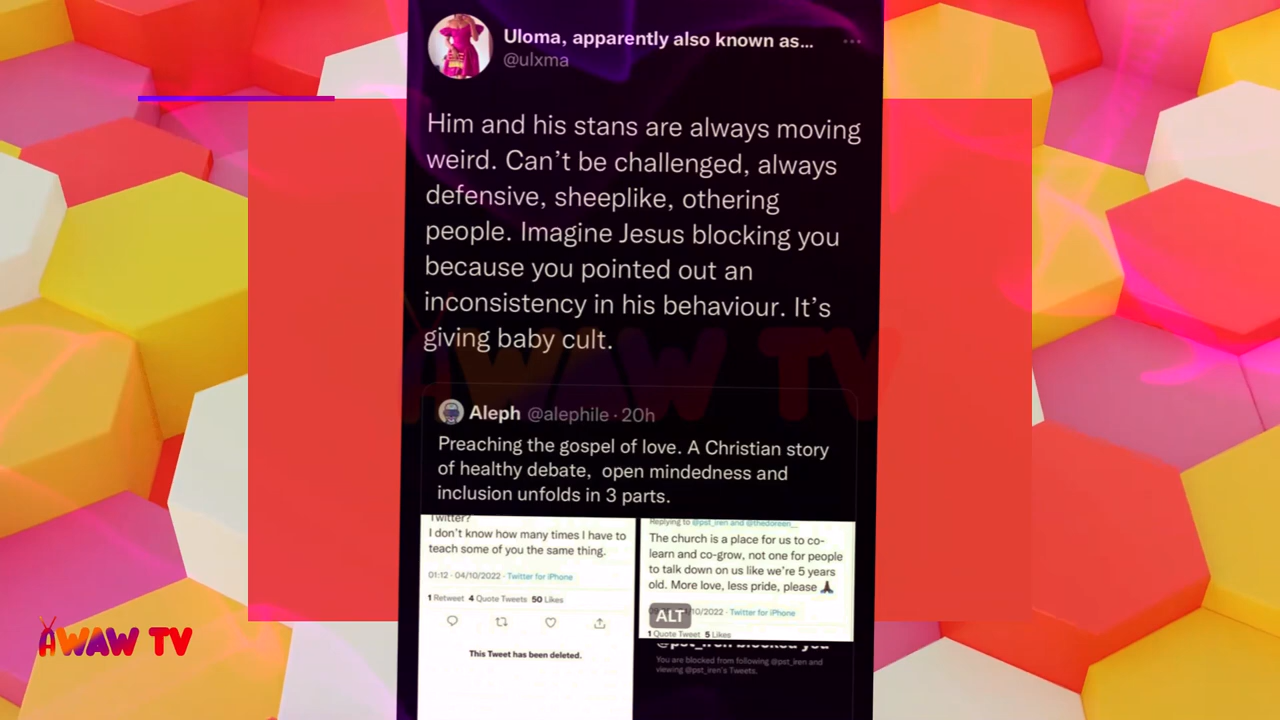 Uloma, apparently also known as...
@ulxma
Him and his stans are always moving
weird. Can't be challenged, always
defensive, sheeplike, othering
people. Imagine Jesus blocking you
because you pointed out an
inconsistency in his behaviour. It's
giving baby cult.
AWAW TV
Aleph @alephile · 20h
Preaching the gospel of love. A Christian story
of healthy debate, open mindedness and
inclusion unfolds in 3 parts.
Twitter?
I don't know how many times I have to
teach some of you the same thing.
01:12 · 04/10/2022 · Twitter for iPhone
1 Retweet 4 Quote Tweets 50 Likes
This Tweet has been deleted.
Replying to @pst_iren and @thedoreen__
The church is a place for us to co-
learn and co-grow, not one for people
to talk down on us like we're 5 years
old. More love, less pride, please 🙏🏿
ALT
10/2022 · Twitter for iPhone
1 Quote Tweet 5 Likes
@pst_iren blocked you
You are blocked from following @pst_iren and
viewing @pst_iren's Tweets.
AWAW TV